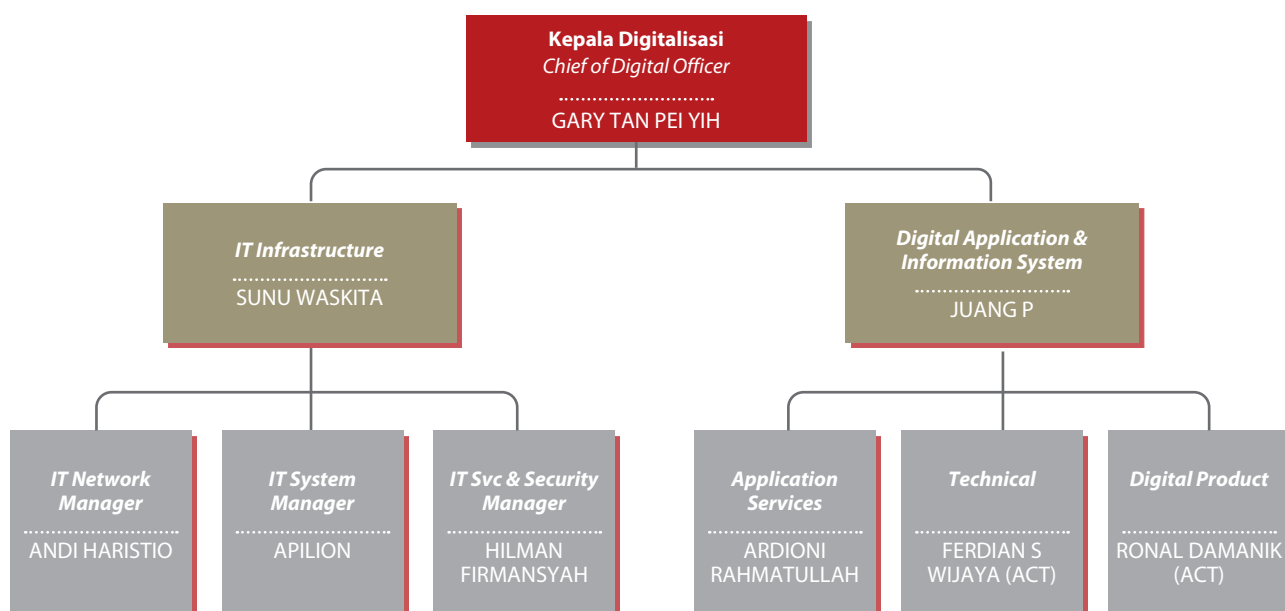 Kepala Digitalisasi
Chief of Digital Officer
GARY TAN PEI YIH
IT Infrastructure
SUNU WASKITA
Digital Application &
Information System
JUANG P
IT Network
Manager
ANDI HARISTIO
IT System
Manager
APILION
IT Svc & Security
Manager
HILMAN
FIRMANSYAH
Application
Services
ARDIONI
RAHMATULLAH
Technical
FERDIAN S
WIJAYA (ACT)
Digital Product
RONAL DAMANIK
(ACT)